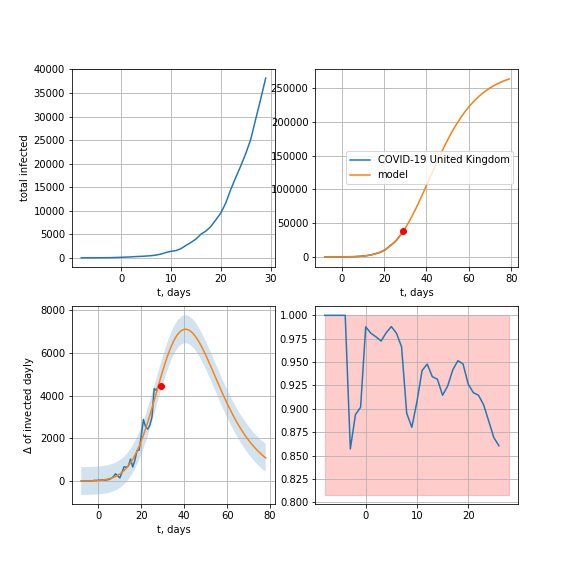 40000
35000
30000
25000
20000
15000
10000
5000
0
total infected
0 10 20 30
t, days
250000
200000
150000
100000
50000
0
COVID-19 United Kingdom
model
0 20 40 60 80
t, days
8000
6000
4000
2000
0
Δ of invected dayly
0 20 40 60 80
t, days
1.000
0.975
0.950
0.925
0.900
0.875
0.850
0.825
0.800
0 10 20